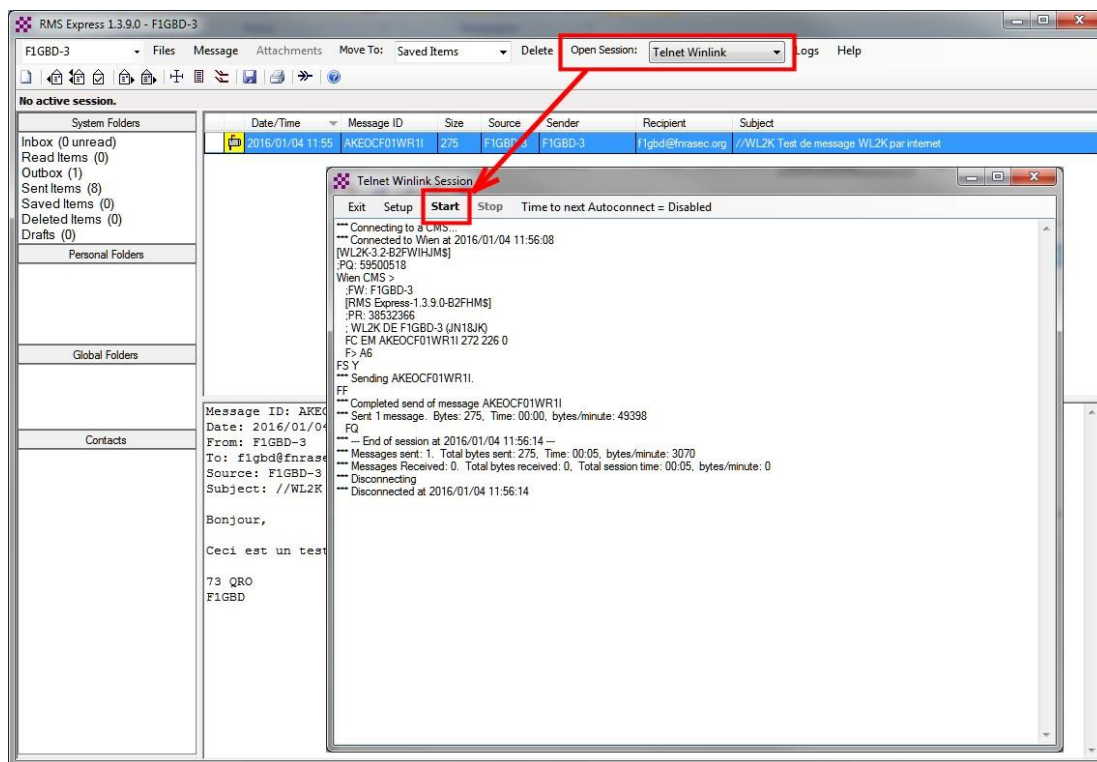 RMS Express 1.3.9.0 - F1GBD-3
F1GBD-3 Files Message Attachments Move To: Saved Items Delete Open Session: Telnet Winlink Logs Help
No active session.
System Folders
Inbox (0 unread)
Read Items (0)
Outbox (1)
Sent Items (8)
Saved Items (0)
Deleted Items (0)
Drafts (0)
Personal Folders
Global Folders
Contacts
Date/Time Message ID Size Source Sender Recipient Subject
2016/01/04 11:55 AKEOCF01WR1I 275 F1GBD-3 F1GBD-3 f1gbd@fnrasec.org //WL2K Test de message WL2K par internet
Message ID: AKEO
Date: 2016/01/04
From: F1GBD-3
To: f1gbd@fnrase
Source: F1GBD-3
Subject: //WL2K
Bonjour,
Ceci est un test
73 QRO
F1GBD
Telnet Winlink Session
Exit Setup Start Stop Time to next Autoconnect = Disabled
*** Connecting to a CMS...
*** Connected to Wien at 2016/01/04 11:56:08
[WL2K-3.2-B2FWIHJM$]
;PQ: 59500518
Wien CMS >
;FW: F1GBD-3
[RMS Express-1.3.9.0-B2FHM$]
;PR: 38532366
; WL2K DE F1GBD-3 (JN18JK)
FC EM AKEOCF01WR1I 272 226 0
F> A6
FS Y
*** Sending AKEOCF01WR1I.
FF
*** Completed send of message AKEOCF01WR1I
*** Sent 1 message. Bytes: 275, Time: 00:00, bytes/minute: 49398
FQ
*** --- End of session at 2016/01/04 11:56:14 ---
*** Messages sent: 1. Total bytes sent: 275, Time: 00:05, bytes/minute: 3070
*** Messages Received: 0. Total bytes received: 0, Total session time: 00:05, bytes/minute: 0
*** Disconnecting
*** Disconnected at 2016/01/04 11:56:14